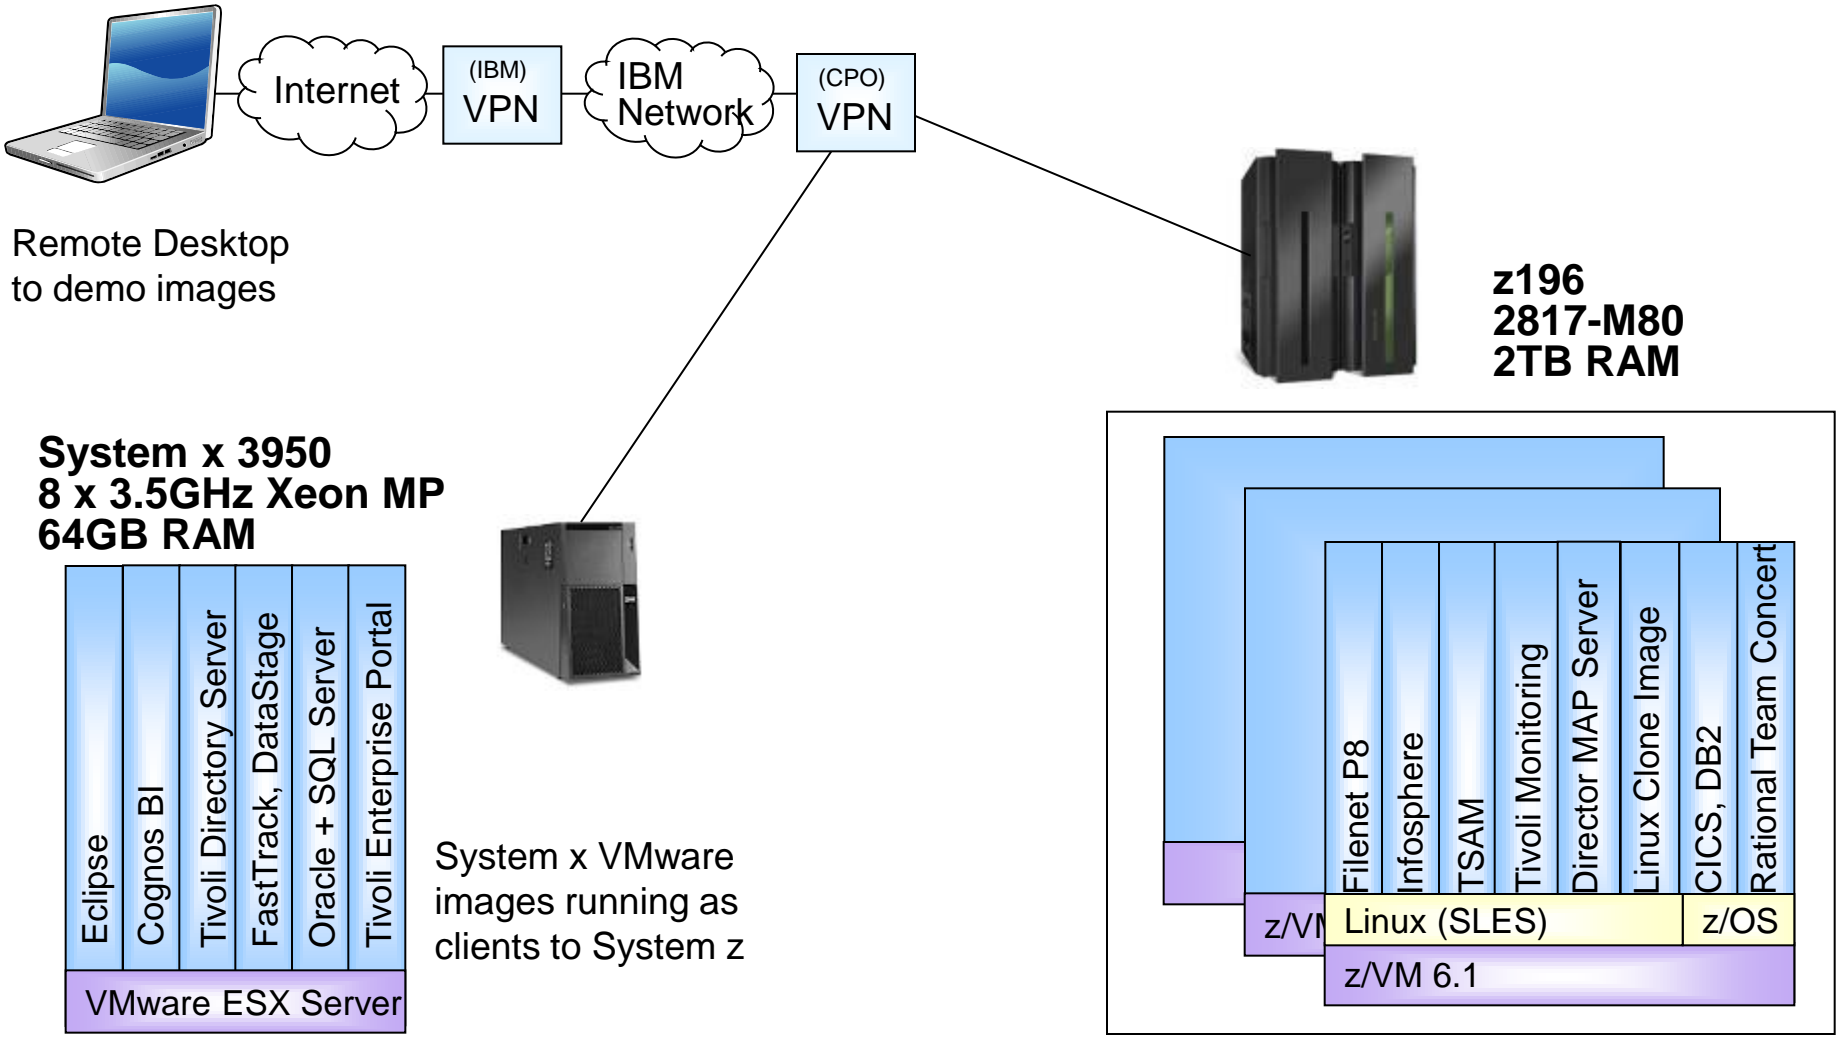 Internet
(IBM)
VPN
IBM
Network
(CPO)
VPN
Remote Desktop
to demo images
z196
2817-M80
2TB RAM
System x 3950
8 x 3.5GHz Xeon MP
64GB RAM
Eclipse
Cognos BI
Tivoli Directory Server
FastTrack, DataStage
Oracle + SQL Server
Tivoli Enterprise Portal
VMware ESX Server
System x VMware
images running as
clients to System z
Filenet P8
Infosphere
TSAM
Tivoli Monitoring
Director MAP Server
Linux Clone Image
CICS, DB2
Rational Team Concert
z/VM
Linux (SLES)
z/OS
z/VM 6.1